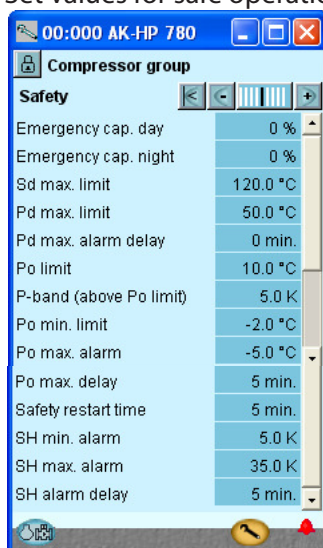 Set values for safe operatio
00:000 AK-HP 780
Compressor group
Safety
Emergency cap. day 0 %
Emergency cap. night 0 %
Sd max. limit 120.0 °C
Pd max. limit 50.0 °C
Pd max. alarm delay 0 min.
Po limit 10.0 °C
P-band (above Po limit) 5.0 K
Po min. limit -2.0 °C
Po max. alarm -5.0 °C
Po max. delay 5 min.
Safety restart time 5 min.
SH min. alarm 5.0 K
SH max. alarm 35.0 K
SH alarm delay 5 min.